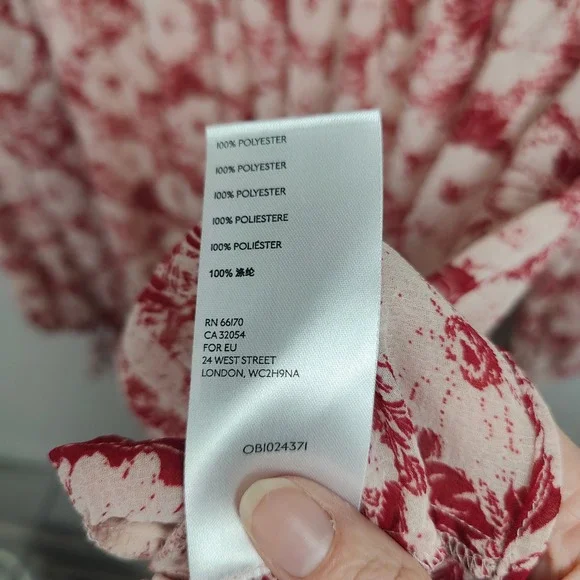 100% POLYESTER
100% POLYESTER
100% POLYESTER
100% POLIESTERE
100% POLIÉSTER
100% 涤纶
RN 66170
CA 32054
FOR EU
24 WEST STREET
LONDON, WC2H9NA
OB1024371